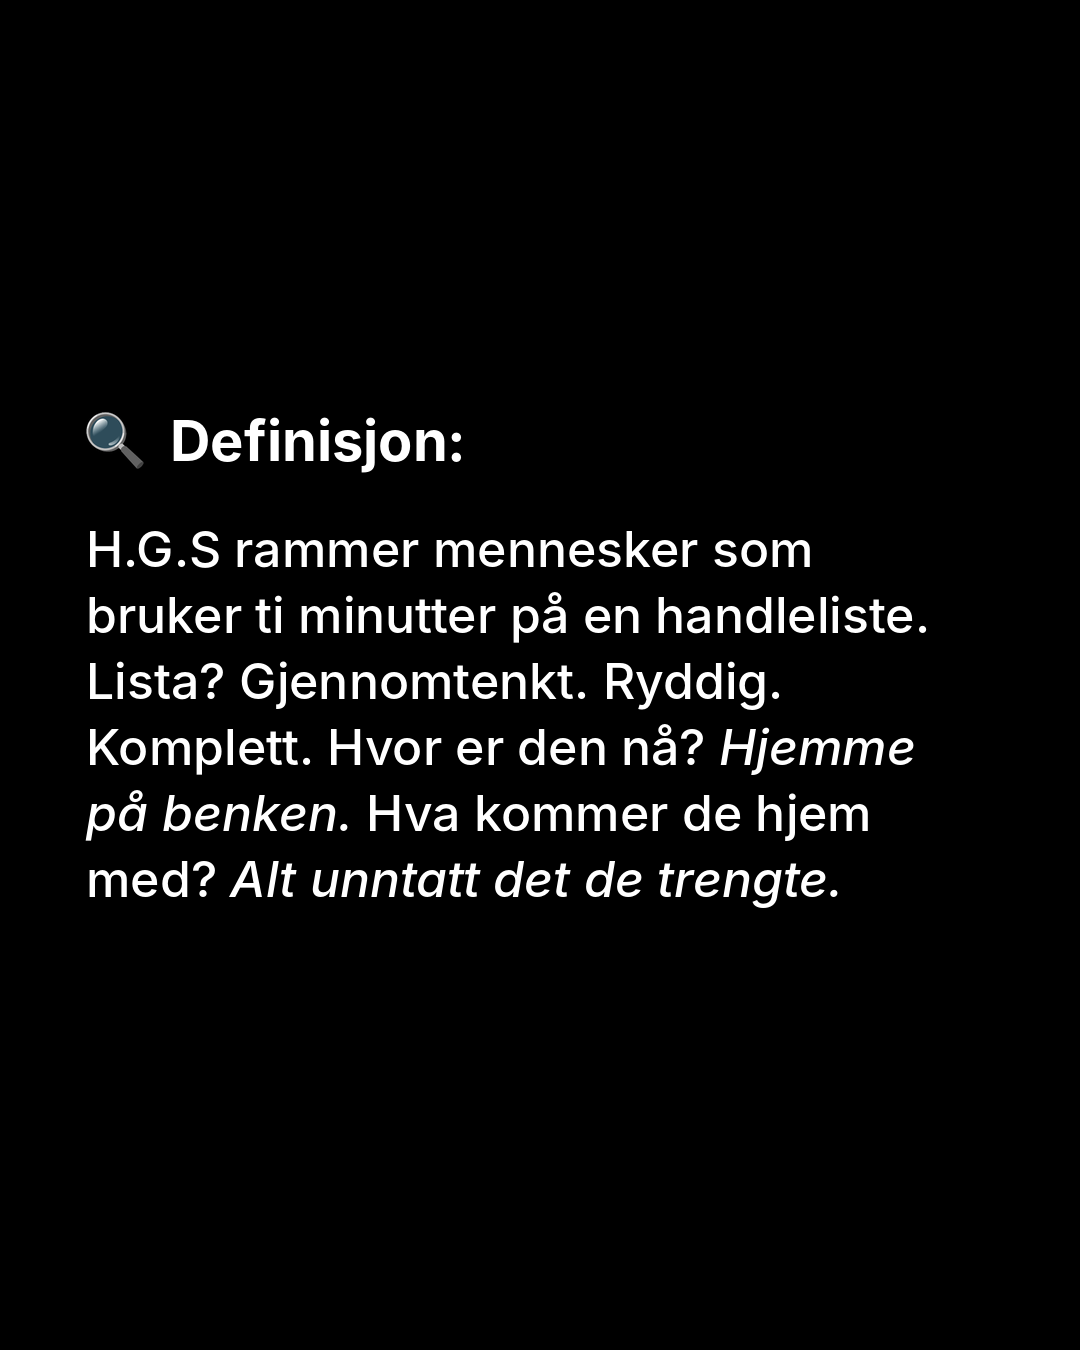 🔍 Definisjon:
H.G.S rammer mennesker som
bruker ti minutter på en handleliste.
Lista? Gjennomtenkt. Ryddig.
Komplett. Hvor er den nå? Hjemme
på benken. Hva kommer de hjem
med? Alt unntatt det de trengte.